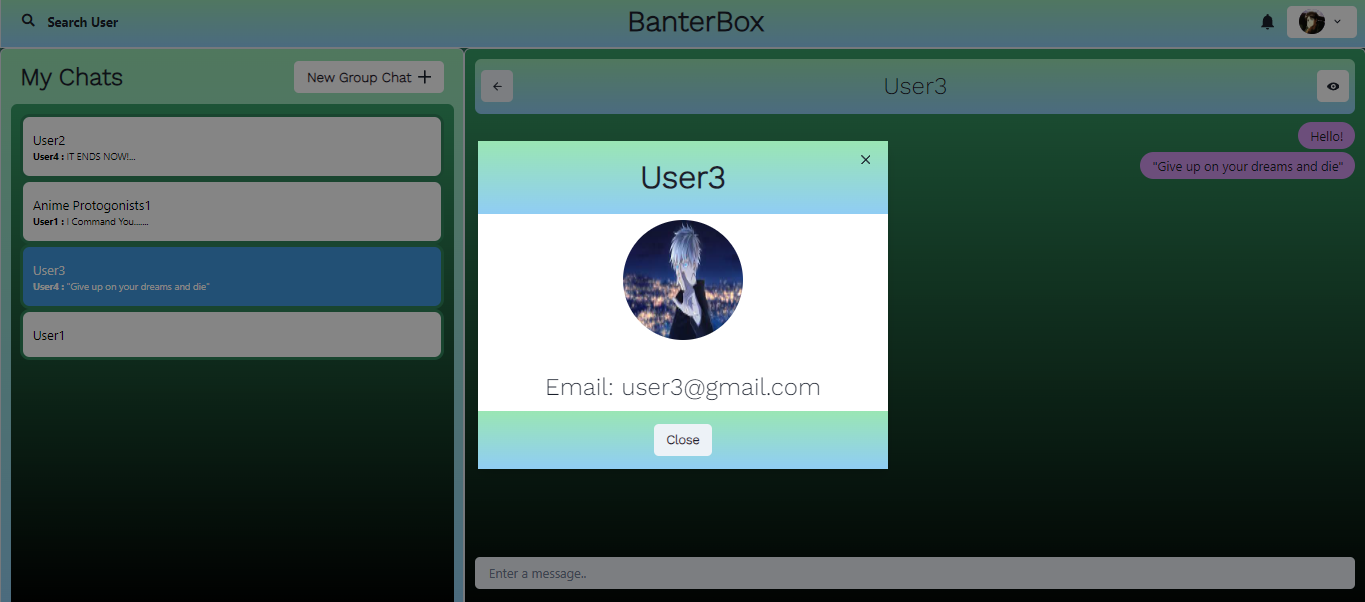 Search User
BanterBox
My Chats
New Group Chat +
User2
User4 : IT ENDS NOW!...
Anime Protogonists1
User1 : I Command You.......
User3
User4 : "Give up on your dreams and die"
User1
User3
Hello!
"Give up on your dreams and die"
User3
Email: user3@gmail.com
Close
Enter a message..